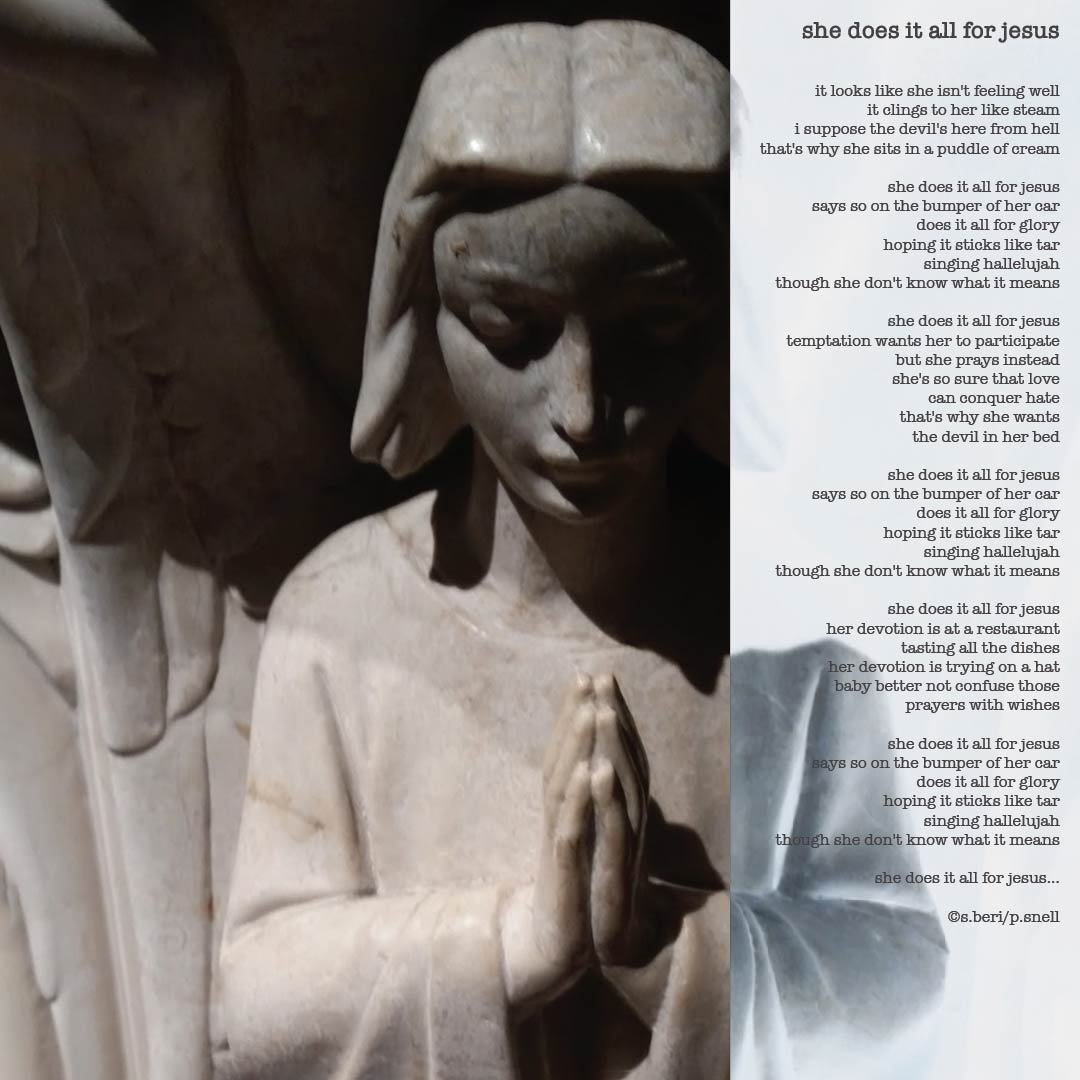 she does it all for jesus
it looks like she isn't feeling well
it clings to her like steam
i suppose the devil's here from hell
that's why she sits in a puddle of cream
she does it all for jesus
says so on the bumper of her car
does it all for glory
hoping it sticks like tar
singing hallelujah
though she don't know what it means
she does it all for jesus
temptation wants her to participate
but she prays instead
she's so sure that love
can conquer hate
that's why she wants
the devil in her bed
she does it all for jesus
says so on the bumper of her car
does it all for glory
hoping it sticks like tar
singing hallelujah
though she don't know what it means
she does it all for jesus
her devotion is at a restaurant
tasting all the dishes
her devotion is trying on a hat
baby better not confuse those
prayers with wishes
she does it all for jesus
says so on the bumper of her car
does it all for glory
hoping it sticks like tar
singing hallelujah
though she don't know what it means
she does it all for jesus...
©s.beri/p.snell